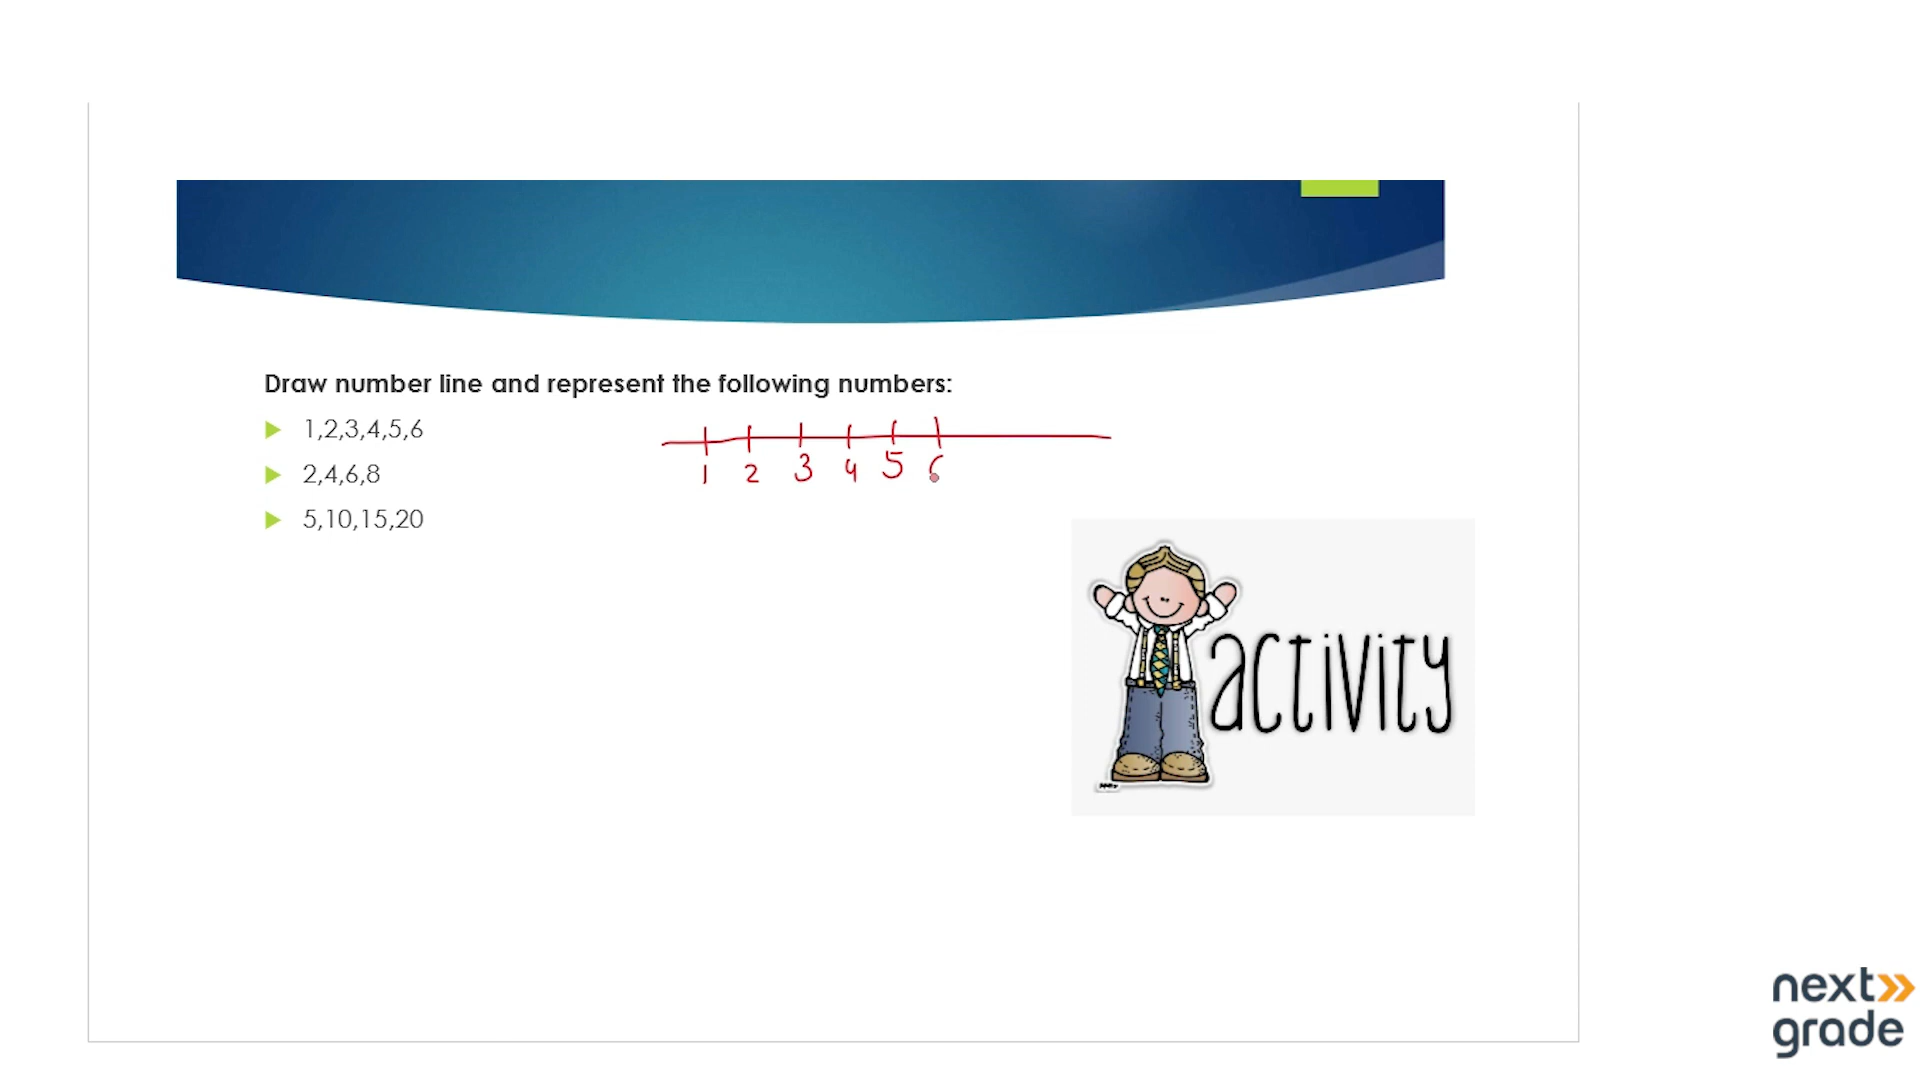 Draw number line and represent the following numbers:
1,2,3,4,5,6
2,4,6,8
5,10,15,20
1 2 3 4 5 6
activity
next
grade